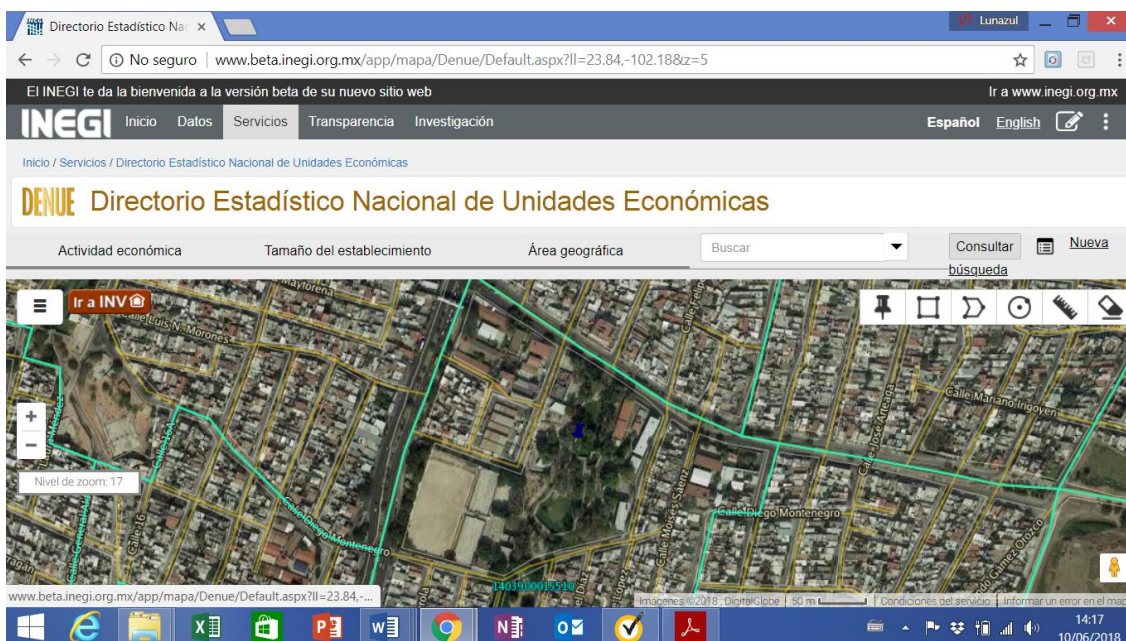 Directorio Estadístico Nac
Lunazul
No seguro www.beta.inegi.org.mx/app/mapa/Denue/Default.aspx?ll=23.84,-102.18&z=5
El INEGI te da la bienvenida a la versión beta de su nuevo sitio web Ir a www.inegi.org.mx
INEGI Inicio Datos Servicios Transparencia Investigación Español English
Inicio / Servicios / Directorio Estadístico Nacional de Unidades Económicas
DENUE Directorio Estadístico Nacional de Unidades Económicas
Actividad económica Tamaño del establecimiento Área geográfica Buscar Consultar Nueva
búsqueda
Ir a INV
Maytorena
Calle Luis N. Morones
Calle Mariano Irigoyen
Calle José Arteaga
Nivel de zoom: 17
Calle 16A
Calle 16
Calle Moisés Sáenz
Calle Diego Montenegro
Calle Diego Montenegro
1403900015510
www.beta.inegi.org.mx/app/mapa/Denue/Default.aspx?ll=23.84,-...
Imágenes ©2018, DigitalGlobe 50 m Condiciones del servicio Informar un error en el map
14:17
10/06/2018